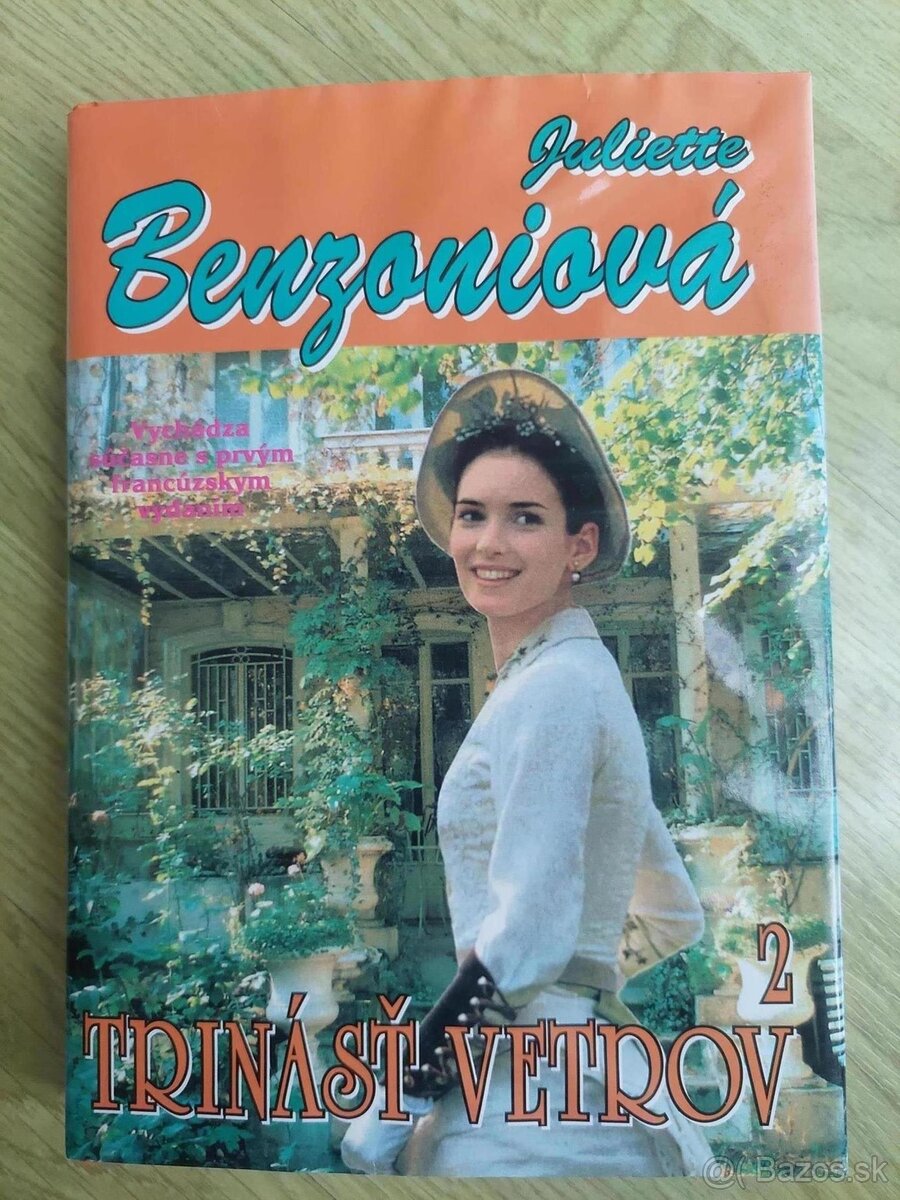 Juliette
Benzoniová
Vychádza
súčasne s prvým
francúzskym
vydaním
2
TRINÁSŤ VETROV
@( Bazos.sk